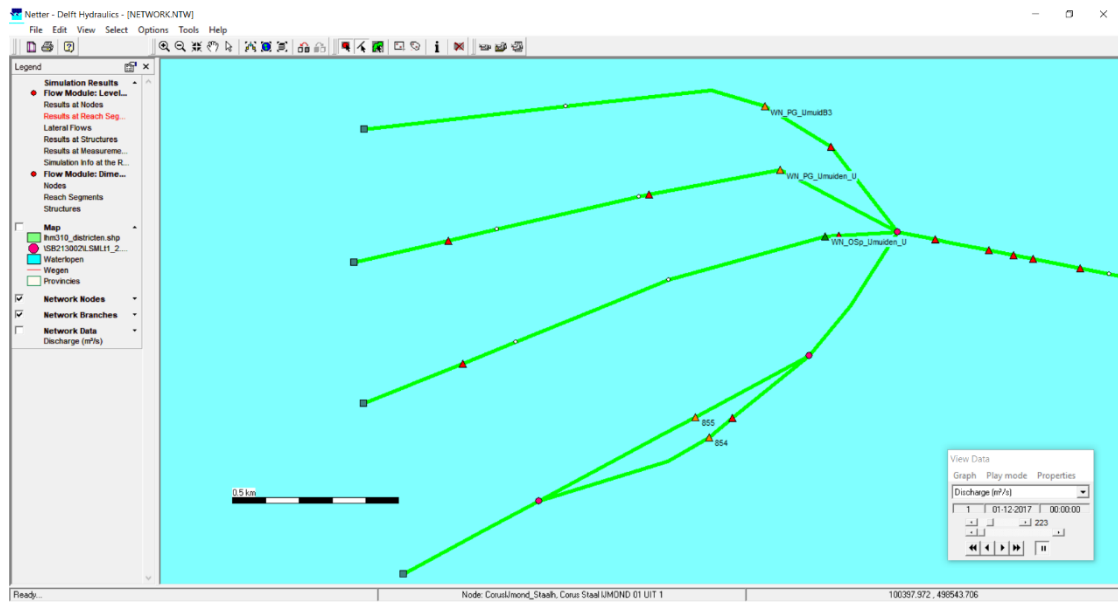 Netter - Delft Hydraulics - [NETWORK.NTW]
File Edit View Select Options Tools Help
Legend
Simulation Results
Flow Module: Level...
Results at Nodes
Results at Reach Seg...
Lateral Flows
Results at Structures
Results at Measureme...
Simulation Info at the R...
Flow Module: Dime...
Nodes
Reach Segments
Structures
Map
lhm310_districten.shp
\SB213002\LSMLt1_2....
Waterlopen
Wegen
Provincies
Network Nodes
Network Branches
Network Data
Discharge (m³/s)
WN_PG_IJmuidB3
WN_PG_IJmuiden_U
WN_OSp_IJmuiden_U
855
854
0.5 km
View Data
Graph Play mode Properties
Discharge (m³/s)
1 01-12-2017 00:00:00
223
Ready...
Node: CorusIJmond_Staalh, Corus Staal IJMOND 01 UIT 1
100397.972 , 498543.706